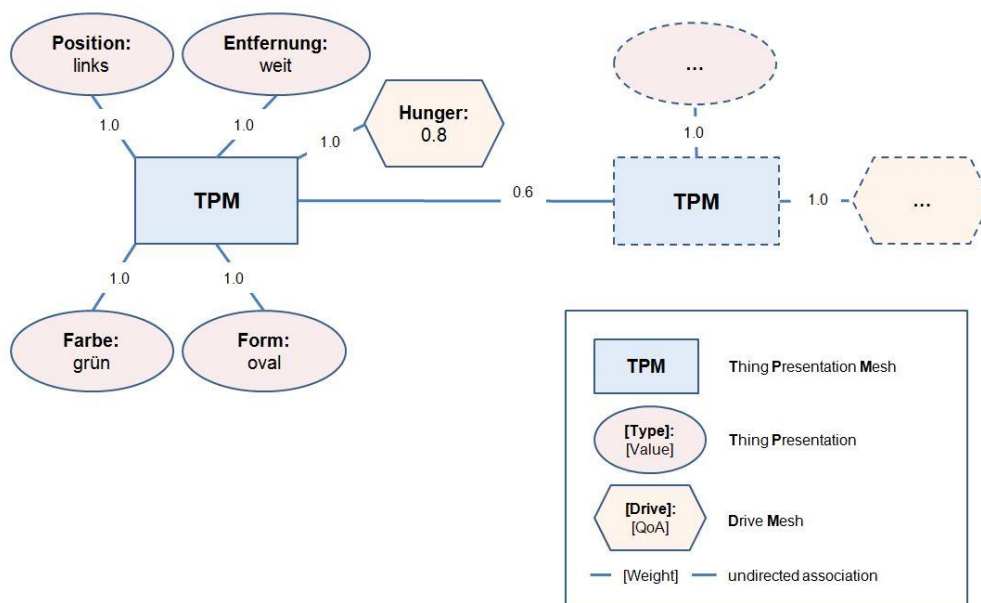 Position:
links
Entfernung:
weit
...
Hunger:
0.8
1.0
1.0
1.0
1.0
TPM
0.6
TPM
1.0
...
1.0
1.0
Farbe:
grün
Form:
oval
TPM
Thing Presentation Mesh
[Type]:
[Value]
Thing Presentation
[Drive]:
[QoA]
Drive Mesh
[Weight]
undirected association